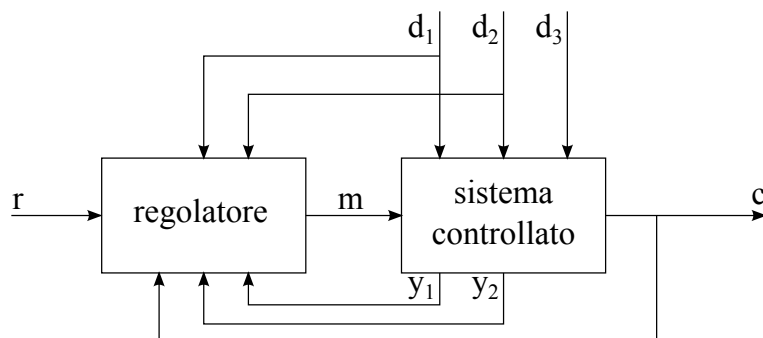 d₁ d₂ d₃
r
regolatore
m
sistema
controllato
c
y₁ y₂